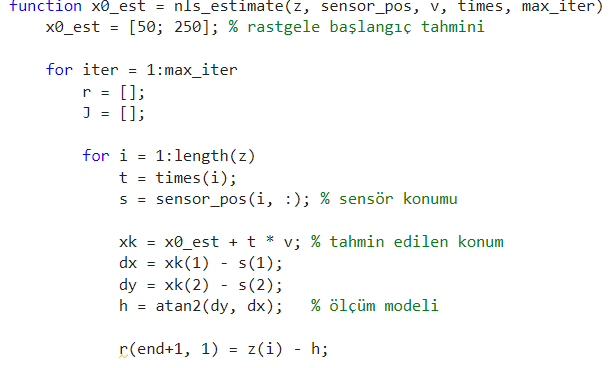 function x0_est = nls_estimate(z, sensor_pos, v, times, max_iter)
x0_est = [50; 250]; % rastgele başlangıç tahmini
for iter = 1:max_iter
r = [];
J = [];
for i = 1:length(z)
t = times(i);
s = sensor_pos(i, :); % sensör konumu
xk = x0_est + t * v; % tahmin edilen konum
dx = xk(1) - s(1);
dy = xk(2) - s(2);
h = atan2(dy, dx); % ölçüm modeli
r(end+1, 1) = z(i) - h;